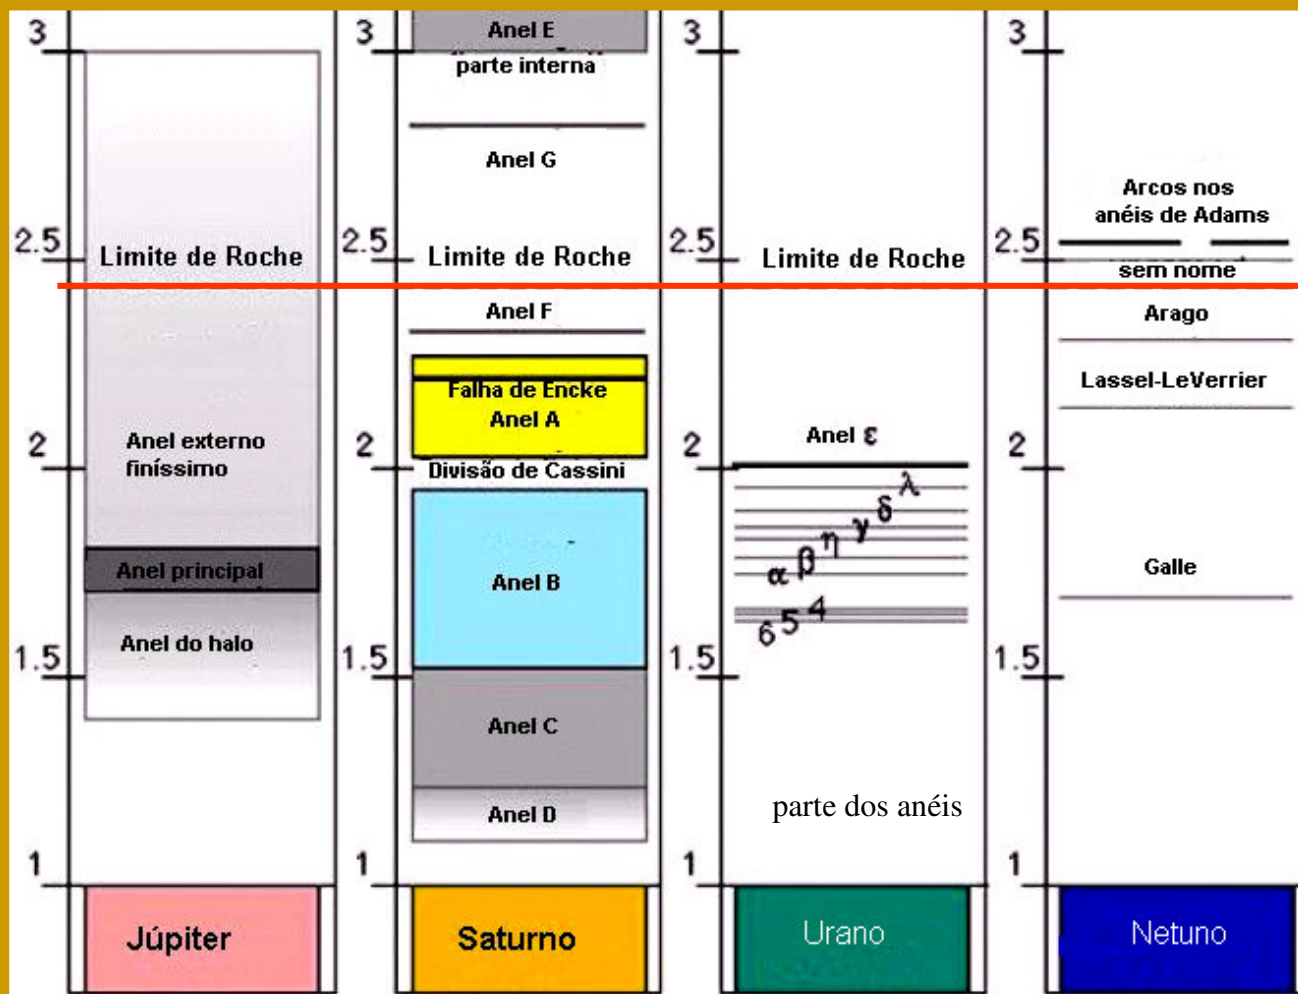 3
2.5
2
1.5
1
Limite de Roche
Anel externo
finíssimo
Anel principal
Anel do halo
Júpiter
3
2.5
2
1.5
1
Anel E
parte interna
Anel G
Limite de Roche
Anel F
Falha de Encke
Anel A
Divisão de Cassini
Anel B
Anel C
Anel D
Saturno
3
2.5
2
1.5
1
Limite de Roche
Anel ε
λ
δ
γ
η
β
α
4
5
6
parte dos anéis
Urano
3
2.5
2
1.5
1
Arcos nos
anéis de Adams
sem nome
Arago
Lassel-LeVerrier
Galle
Netuno